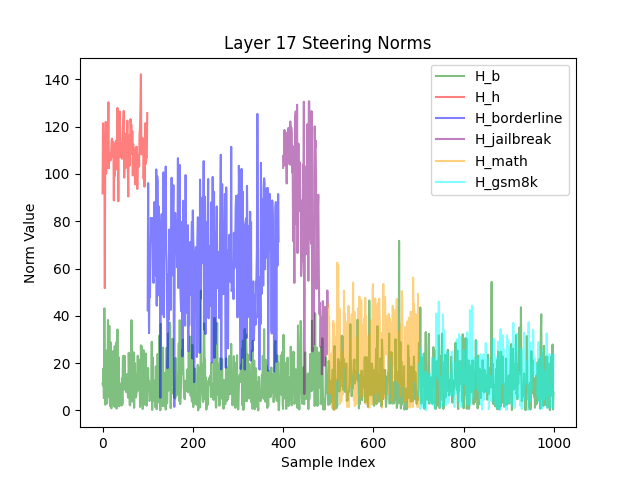 Layer 17 Steering Norms
140
120
100
80
60
40
20
0
Norm Value
H_b
H_h
H_borderline
H_jailbreak
H_math
H_gsm8k
0
200
400
600
800
1000
Sample Index